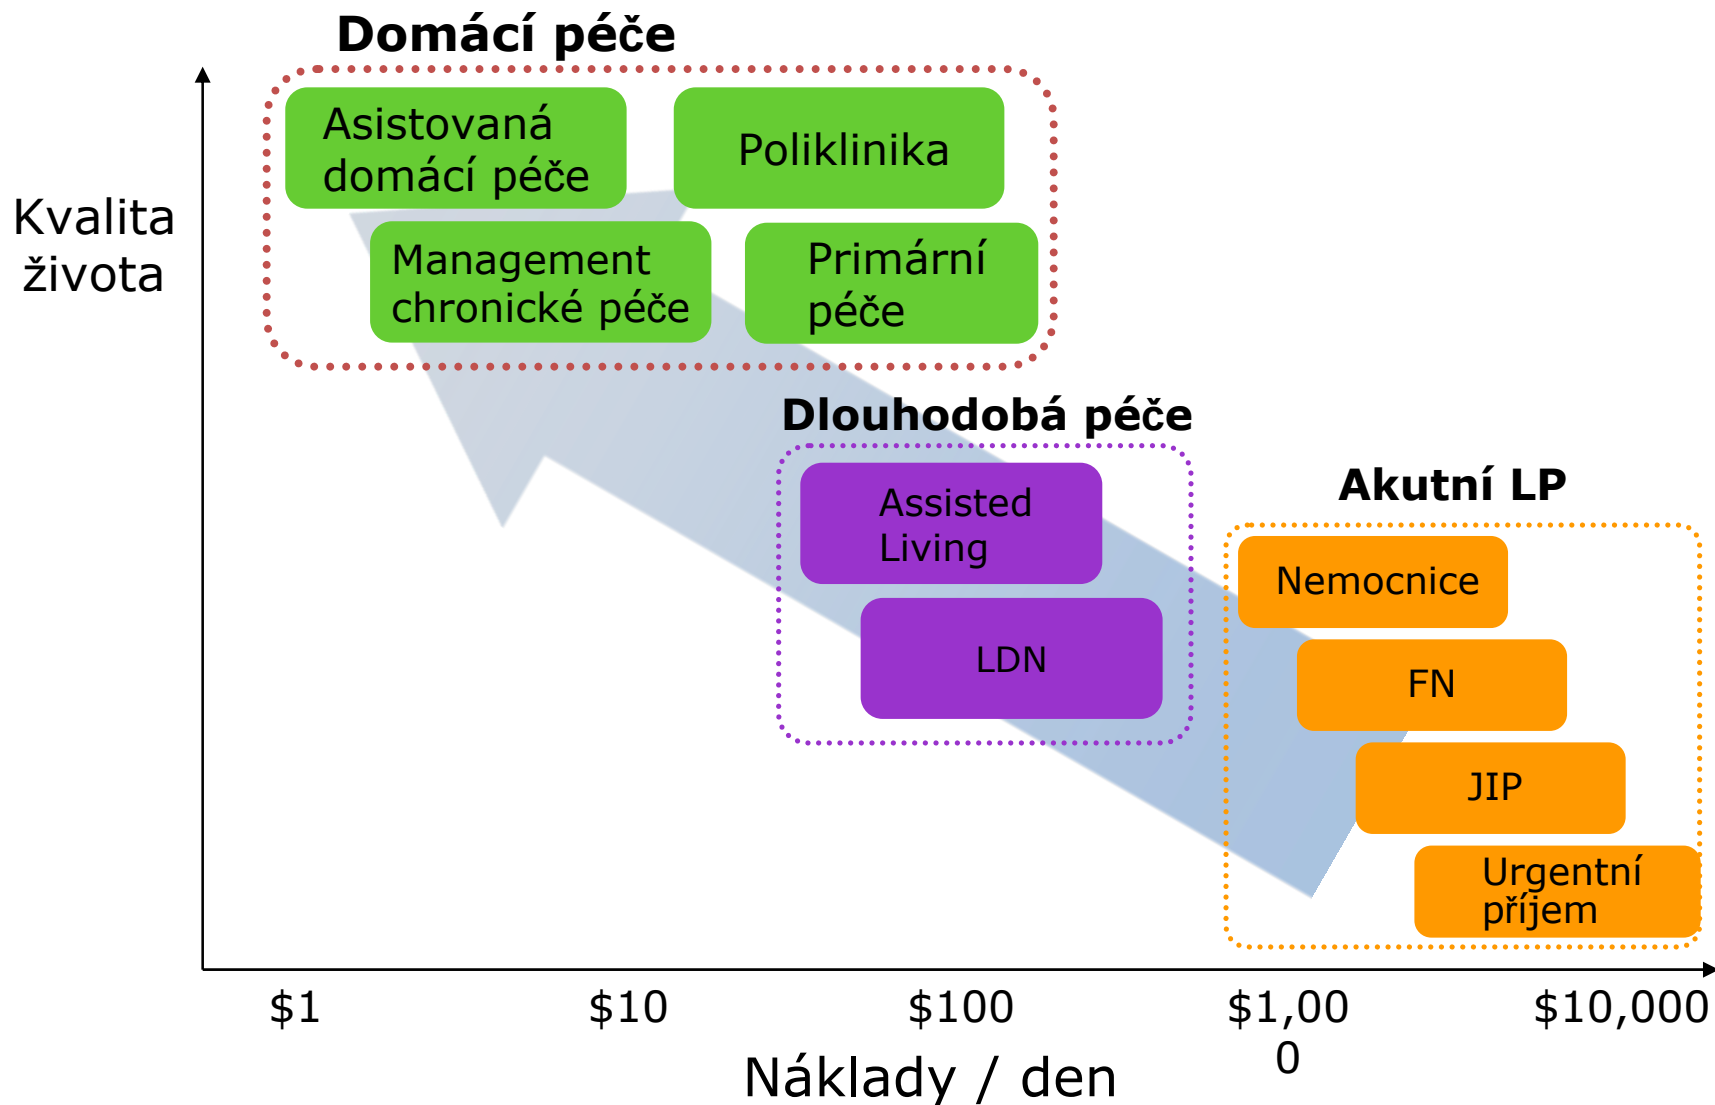 Domácí péče
Asistovaná
domácí péče
Poliklinika
Kvalita
života
Management
chronické péče
Primární
péče
Dlouhodobá péče
Assisted
Living
LDN
Akutní LP
Nemocnice
FN
JIP
Urgentní
příjem
$1
$10
$100
$1,00
0
$10,000
Náklady / den